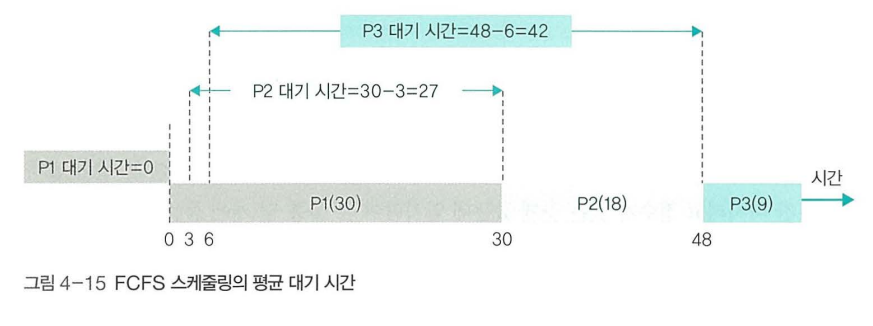 P3 대기 시간=48-6=42
P2 대기 시간=30-3=27
P1 대기 시간=0
시간
P1(30)
P2(18)
P3(9)
0 3 6 30 48
그림 4-15 FCFS 스케줄링의 평균 대기 시간